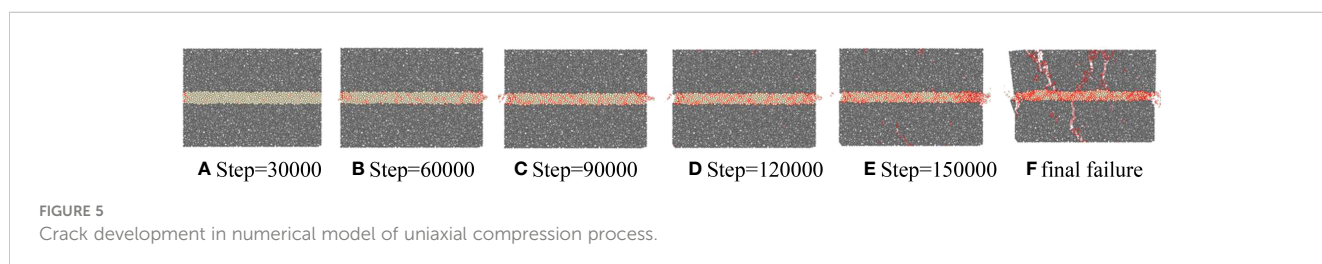 A Step=30000
B Step=60000
C Step=90000
D Step=120000
E Step=150000
F final failure
FIGURE 5
Crack development in numerical model of uniaxial compression process.